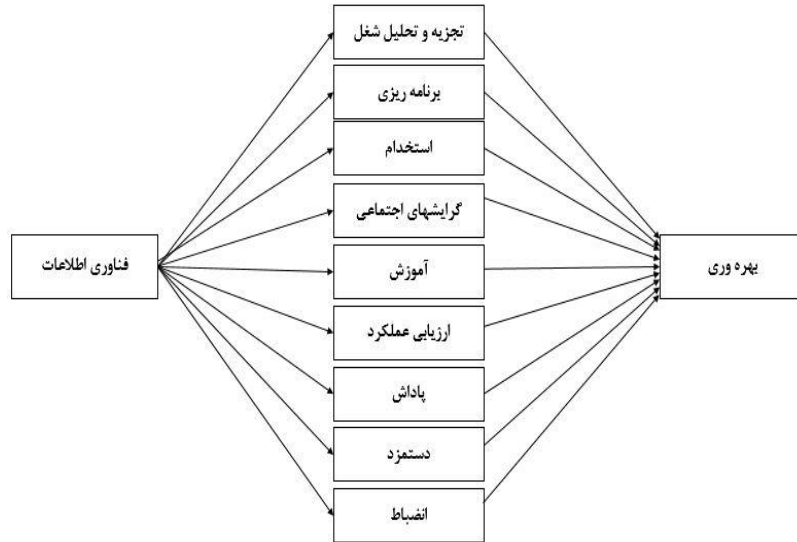 تجزیه و تحلیل شغل
برنامه ریزی
استخدام
گرایشهای اجتماعی
فناوری اطلاعات
آموزش
بهره وری
ارزیابی عملکرد
پاداش
دستمزد
انضباط